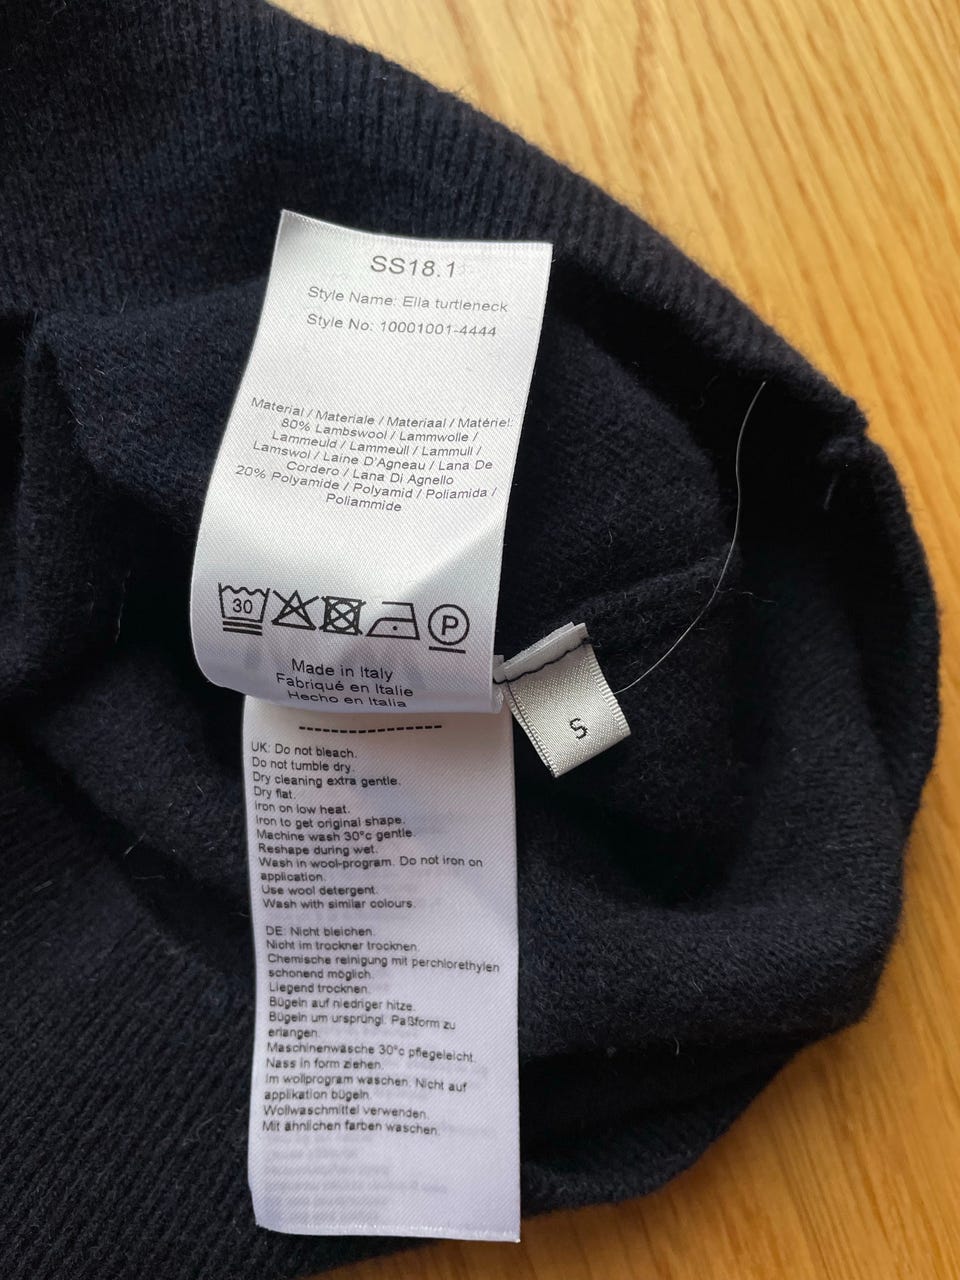 SS18.1
Style Name: Ella turtleneck
Style No: 10001001-4444
Material / Materiale / Materiaal / Matériel:
80% Lambswool / Lammwolle /
Lammeuld / Lammeull / Lammull /
Lamswol / Laine D'Agneau / Lana De
Cordero / Lana Di Agnello
20% Polyamide / Polyamid / Poliamida /
Poliammide
30
P
Made in Italy
Fabriqué en Italie
Hecho en Italia
S
UK: Do not bleach.
Do not tumble dry.
Dry cleaning extra gentle.
Dry flat.
Iron on low heat.
Iron to get original shape.
Machine wash 30°c gentle.
Reshape during wet.
Wash in wool-program. Do not iron on
application.
Use wool detergent.
Wash with similar colours.
DE: Nicht bleichen.
Nicht im trockner trocknen.
Chemische reinigung mit perchlorethylen
schonend möglich.
Liegend trocknen.
Bügeln auf niedriger hitze.
Bügeln um ursprüngl. Paßform zu
erlangen.
Maschinenwäsche 30°c pflegeleicht.
Nass in form ziehen.
Im wollprogram waschen. Nicht auf
applikation bügeln.
Wollwaschmittel verwenden.
Mit ähnlichen farben waschen.